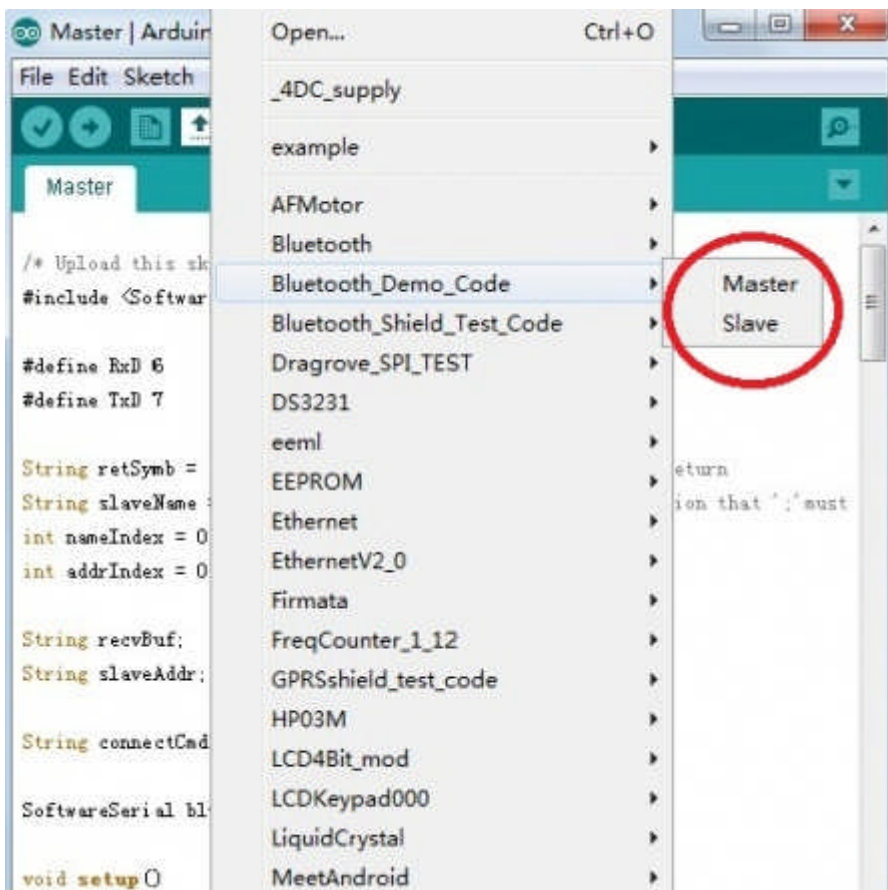 Master | Arduir
File Edit Sketch
Master
/* Upload this sk
#include <Softwar
#define RxD 6
#define TxD 7
String retSymb =
eturn
String slaveName
ion that ';'must
int nameIndex = 0
int addrIndex = 0
String recvBuf;
String slaveAddr;
String connectCmd
SoftwareSerial bl
void setup()
Open... Ctrl+O
_4DC_supply
example
AFMotor
Bluetooth
Bluetooth_Demo_Code
Bluetooth_Shield_Test_Code
Dragrove_SPI_TEST
DS3231
eeml
EEPROM
Ethernet
EthernetV2_0
Firmata
FreqCounter_1_12
GPRSshield_test_code
HP03M
LCD4Bit_mod
LCDKeypad000
LiquidCrystal
MeetAndroid
Master
Slave